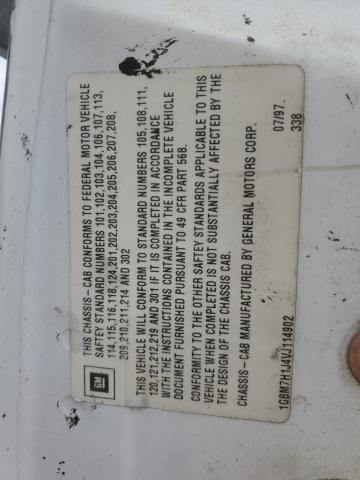 GM
THIS CHASSIS-CAB CONFORMS TO FEDERAL MOTOR VEHICLE
SAFTEY STANDARD NUMBERS 101,102,103,104,106,107,113,
114,115,116,118,124,201,202,203,204,205,206,207,208,
209,210,211,214 AND 302
THIS VEHICLE WILL CONFORM TO STANDARD NUMBERS 105,108,111,
120,121,212,219 AND 301 IF IT IS COMPLETED IN ACCORDANCE
WITH THE INSTRUCTIONS CONTAINED IN THE INCOMPLETE VEHICLE
DOCUMENT FURNISHED PURSUANT TO 49 CFR PART 568.
CONFORMITY TO THE OTHER SAFTEY STANDARDS APPLICABLE TO THIS
VEHICLE WHEN COMPLETED IS NOT SUBSTANTIALLY AFFECTED BY THE
THE DESIGN OF THE CHASSIS CAB.
CHASSIS-CAB MANUFACTURED BY GENERAL MOTORS CORP. 07/97.
1GBM7H1J4VJ114902 338